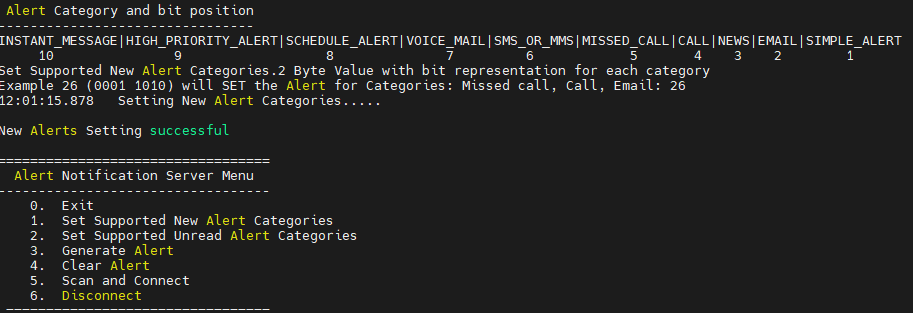 Alert Category and bit position
--------------------------------
INSTANT_MESSAGE|HIGH_PRIORITY_ALERT|SCHEDULE_ALERT|VOICE_MAIL|SMS_OR_MMS|MISSED_CALL|CALL|NEWS|EMAIL|SIMPLE_ALERT
10 9 8 7 6 5 4 3 2 1
Set Supported New Alert Categories.2 Byte Value with bit representation for each category
Example 26 (0001 1010) will SET the Alert for Categories: Missed call, Call, Email: 26
12:01:15.878 Setting New Alert Categories.....
New Alerts Setting successful
==================================
Alert Notification Server Menu
----------------------------------
0. Exit
1. Set Supported New Alert Categories
2. Set Supported Unread Alert Categories
3. Generate Alert
4. Clear Alert
5. Scan and Connect
6. Disconnect
=================================